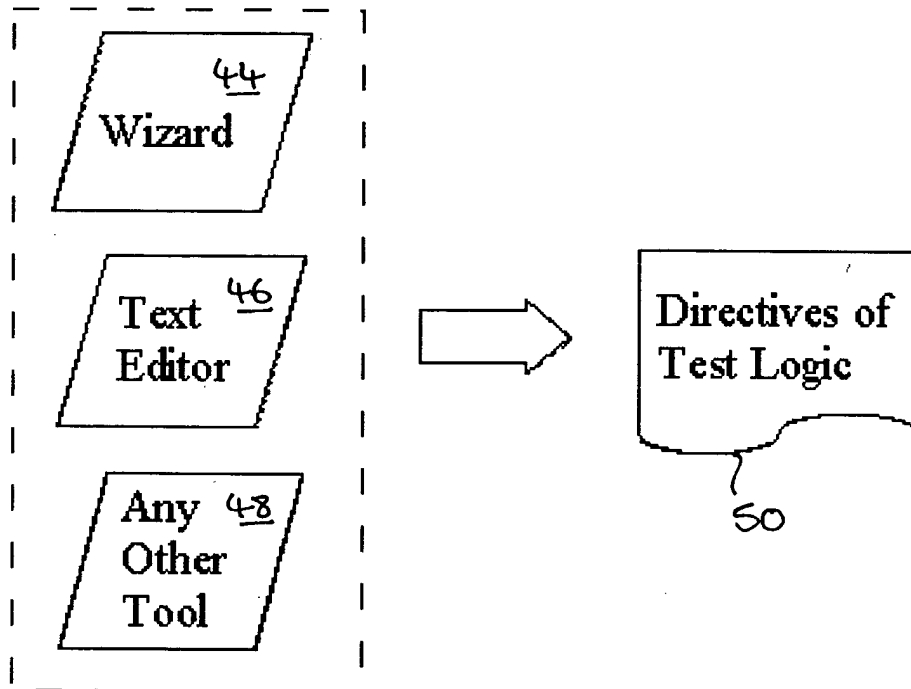 44
Wizard
46
Text
Editor
Any 48
Other
Tool
Directives of
Test Logic
50